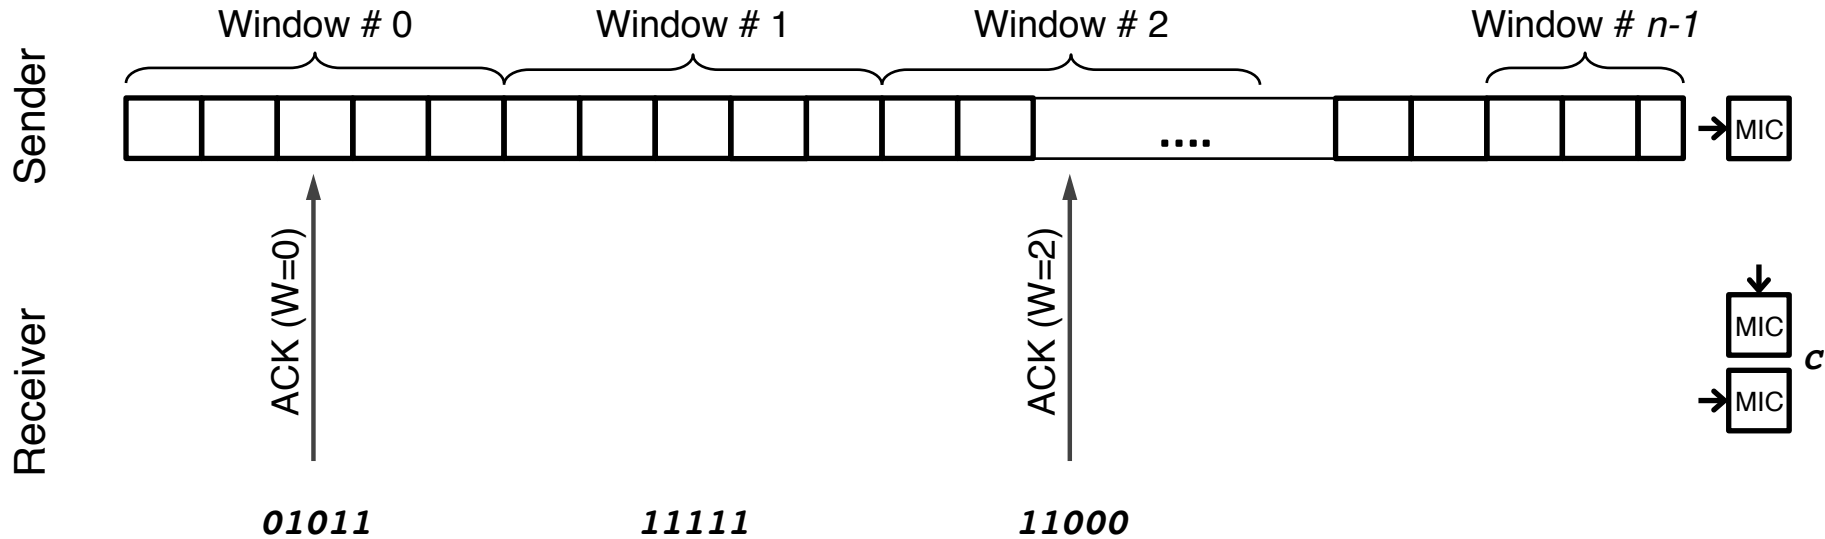 Window # 0
Window # 1
Window # 2
Window # n-1
Sender
....
MIC
ACK (W=0)
ACK (W=2)
Receiver
MIC
c
MIC
01011
11111
11000